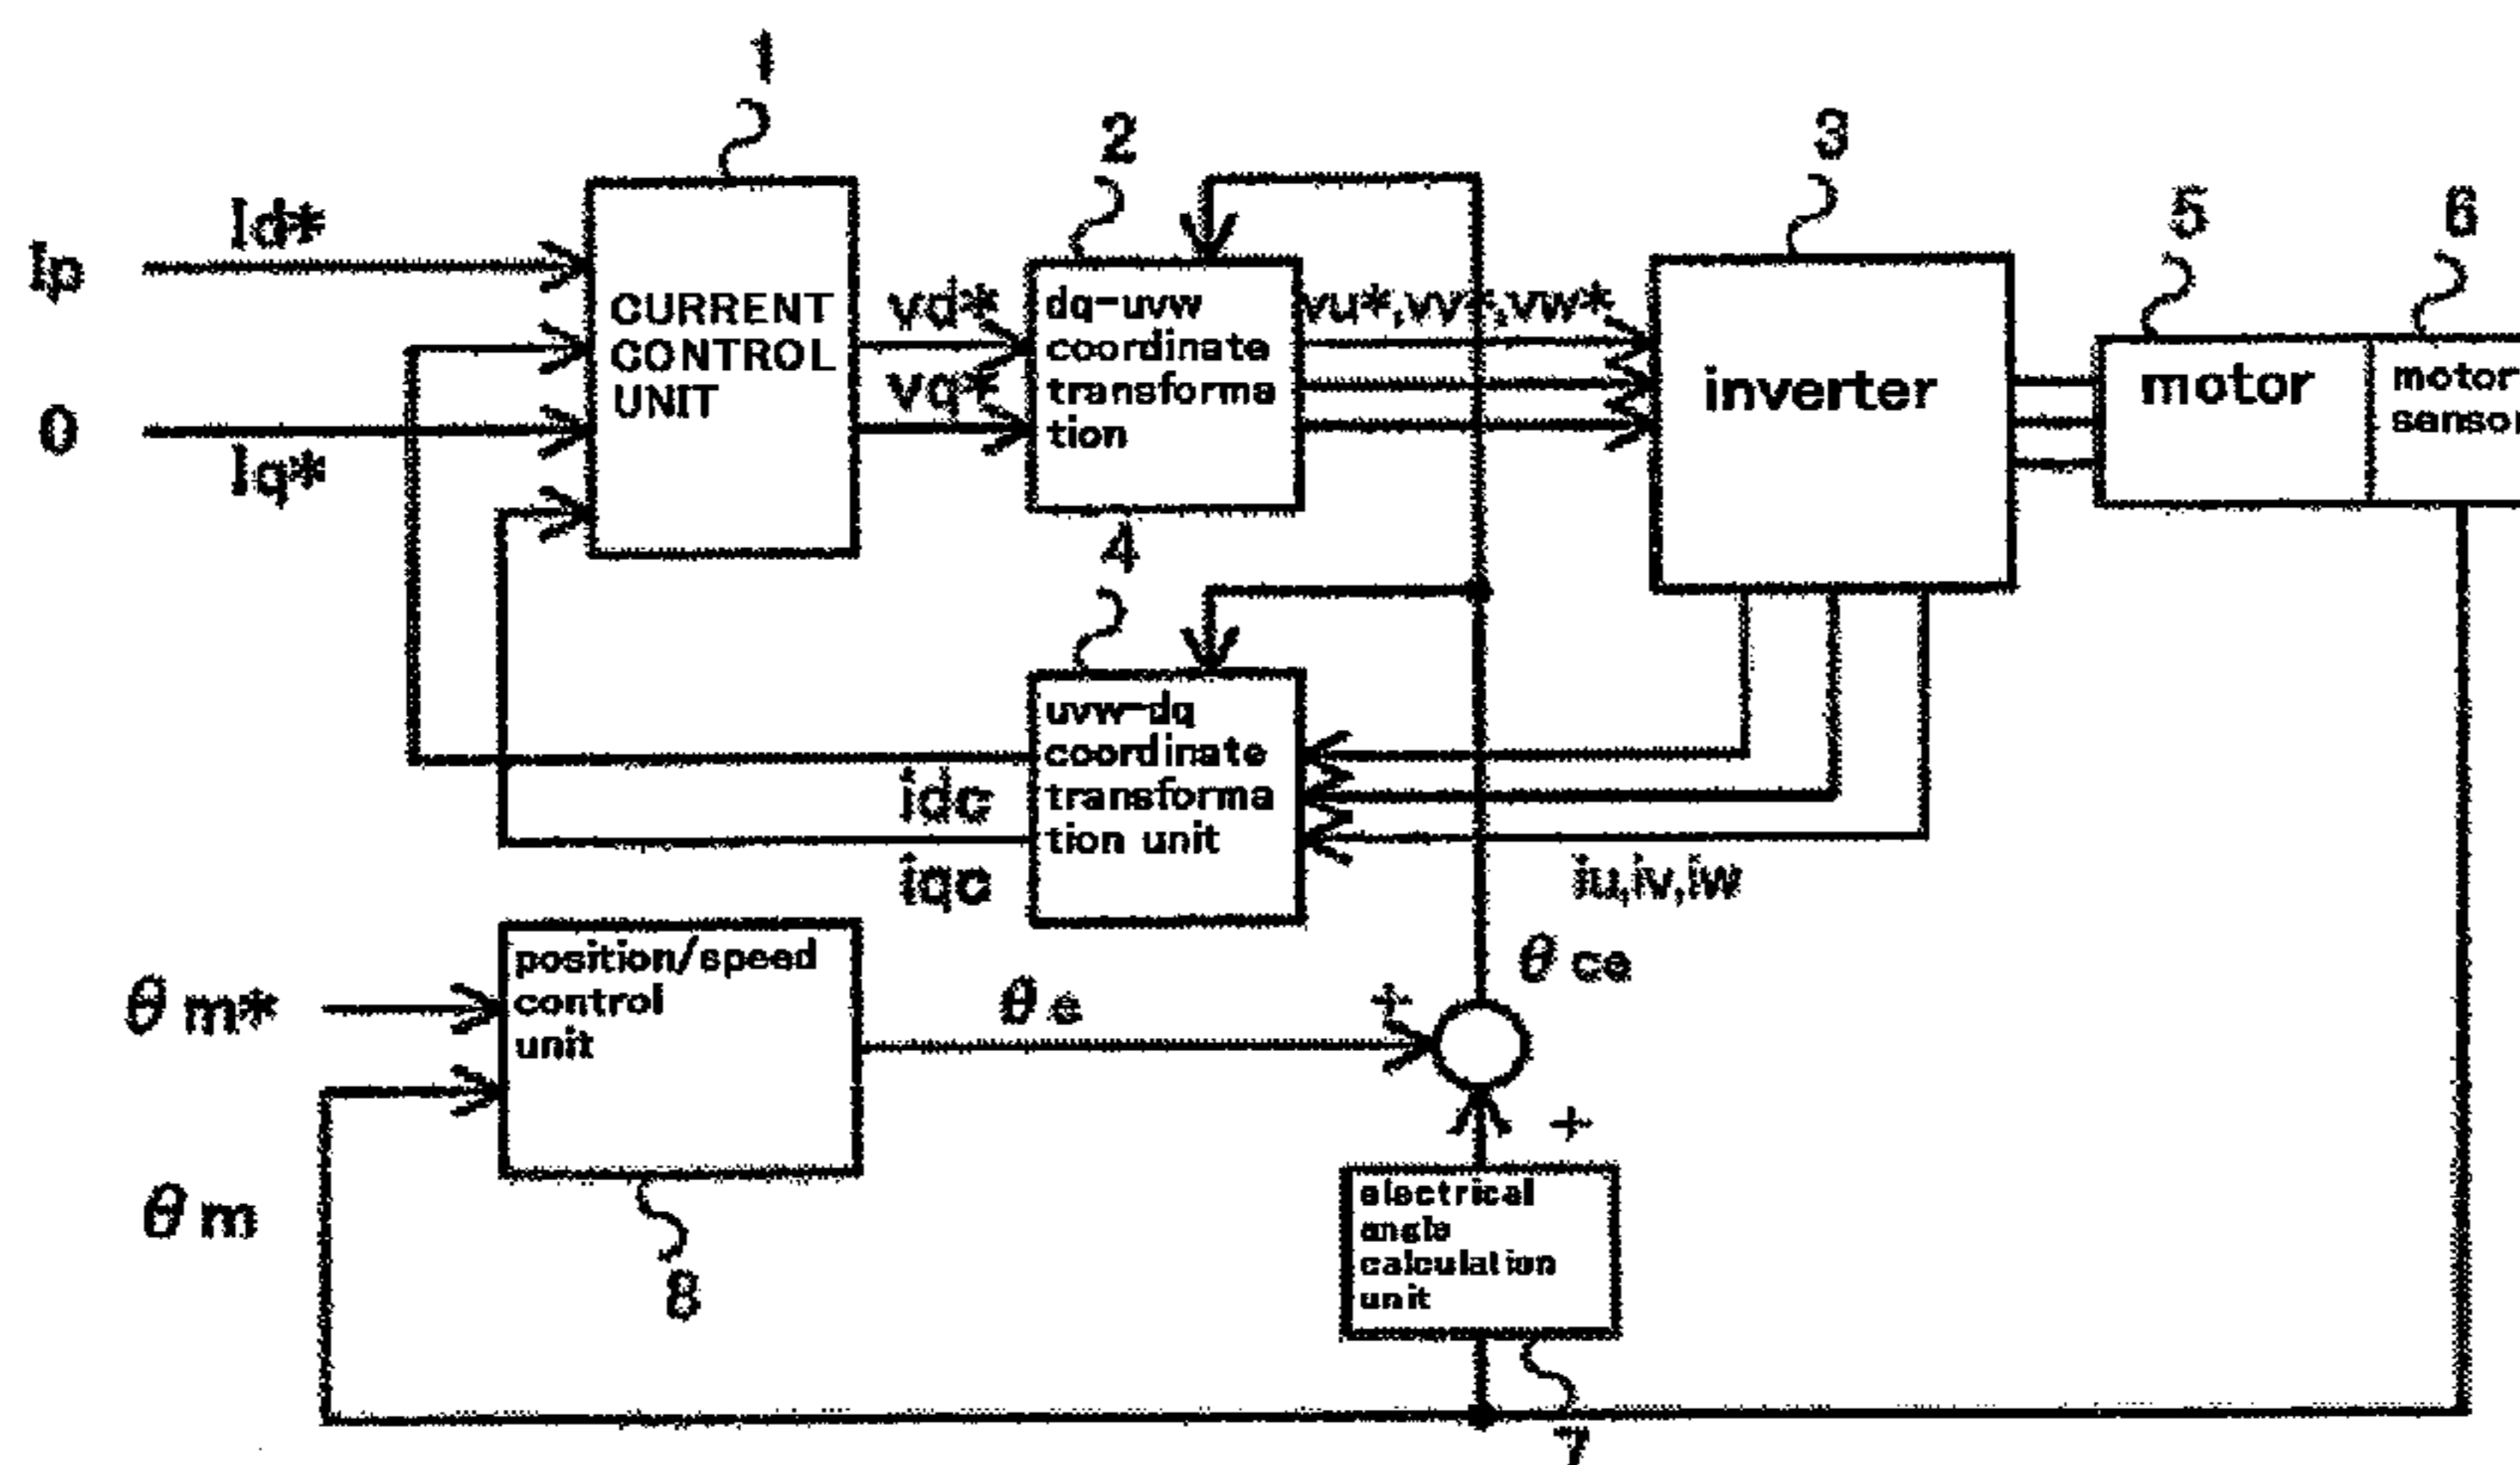 1
2
3
5
6
Id*
Ip
CURRENT
CONTROL
UNIT
vd*
vq*
dq-uvw
coordinate
transforma
tion
vu*,vv*,vw*
inverter
motor
motor
sensor
0
Iq*
4
uvw-dq
coordinate
transforma
tion unit
idc
iqc
iu,iv,iw
θ ce
position/speed
control
unit
θ m*
θ e
+
+
θ m
electrical
angle
calculation
unit
8
7